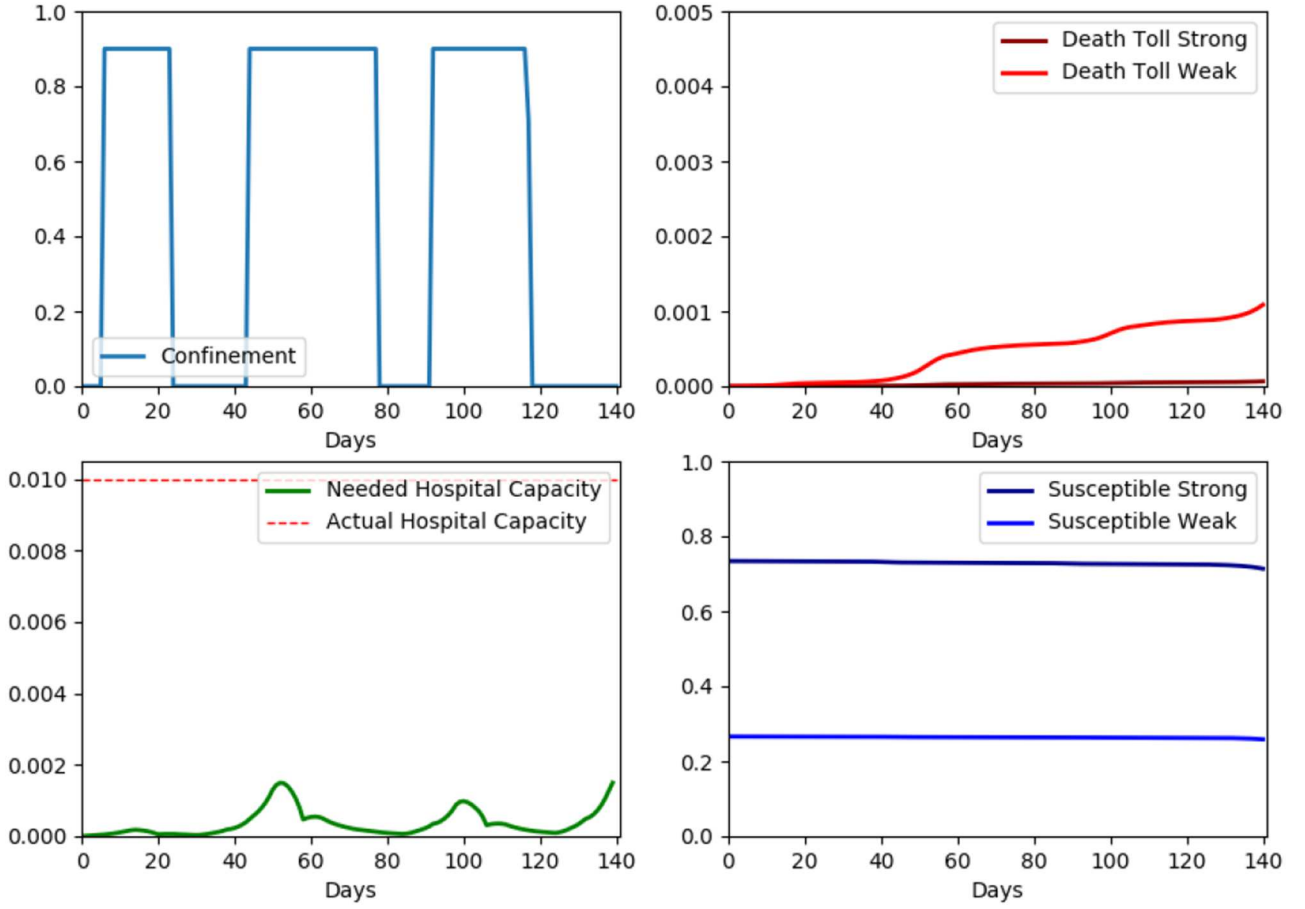 1.0
0.8
0.6
0.4
0.2
0.0
Confinement
0 20 40 60 80 100 120 140
Days
0.005
0.004
0.003
0.002
0.001
0.000
Death Toll Strong
Death Toll Weak
0 20 40 60 80 100 120 140
Days
0.010
0.008
0.006
0.004
0.002
0.000
Needed Hospital Capacity
Actual Hospital Capacity
0 20 40 60 80 100 120 140
Days
1.0
0.8
0.6
0.4
0.2
0.0
Susceptible Strong
Susceptible Weak
0 20 40 60 80 100 120 140
Days